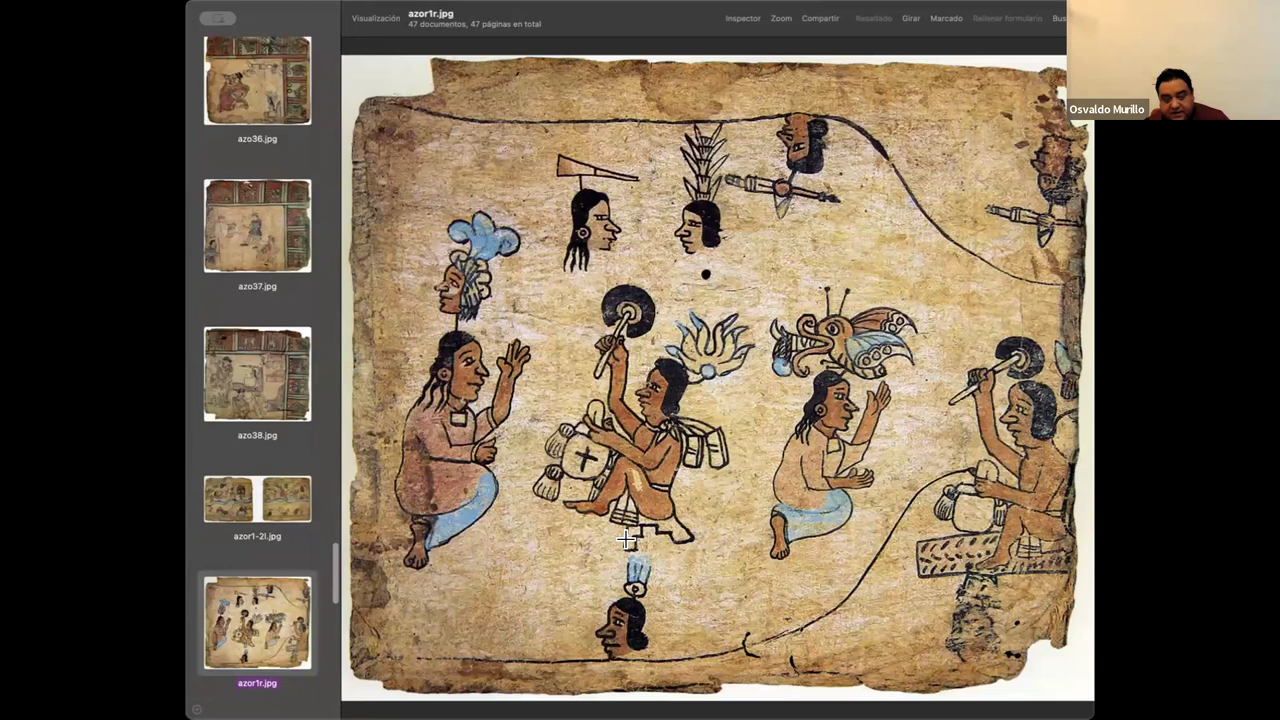 Visualización
azor1r.jpg
47 documentos, 47 páginas en total
Inspector
Zoom
Compartir
Resaltado
Girar
Marcado
Rellenar formulario
Bus
Osvaldo Murillo
azo36.jpg
azo37.jpg
azo38.jpg
azor1-2l.jpg
azor1r.jpg